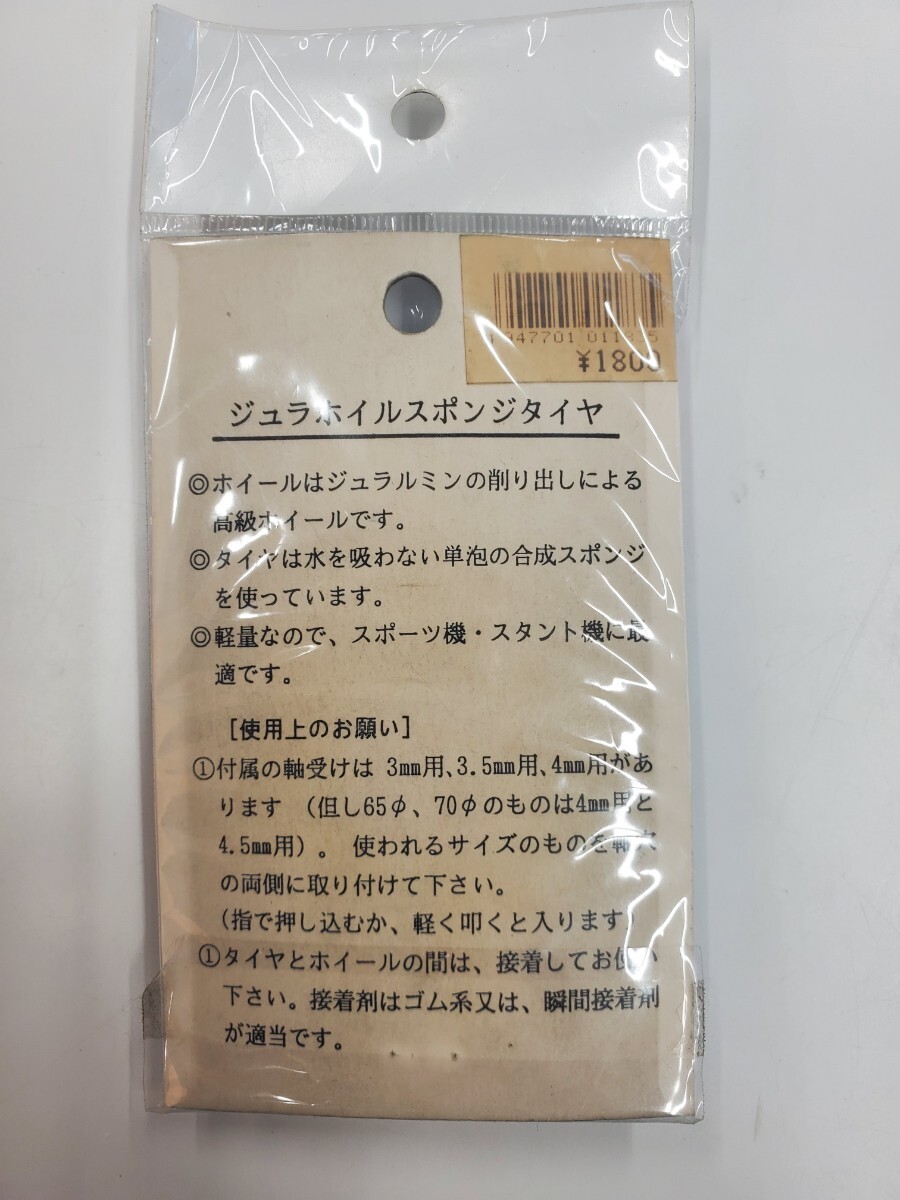 ¥1800
ジュラホイルスポンジタイヤ
◎ホイールはジュラルミンの削り出しによる
高級ホイールです。
◎タイヤは水を吸わない単泡の合成スポンジ
を使っています。
◎軽量なので、スポーツ機・スタント機に最
適です。
[使用上のお願い]
①付属の軸受けは 3㎜用、3.5㎜用、4㎜用があ
ります (但し65φ、70φのものは4㎜用と
4.5㎜用)。 使われるサイズのものを軸穴
の両側に取り付けて下さい。
(指で押し込むか、軽く叩くと入ります)
①タイヤとホイールの間は、接着してお使い
下さい。接着剤はゴム系又は、瞬間接着剤
が適当です。